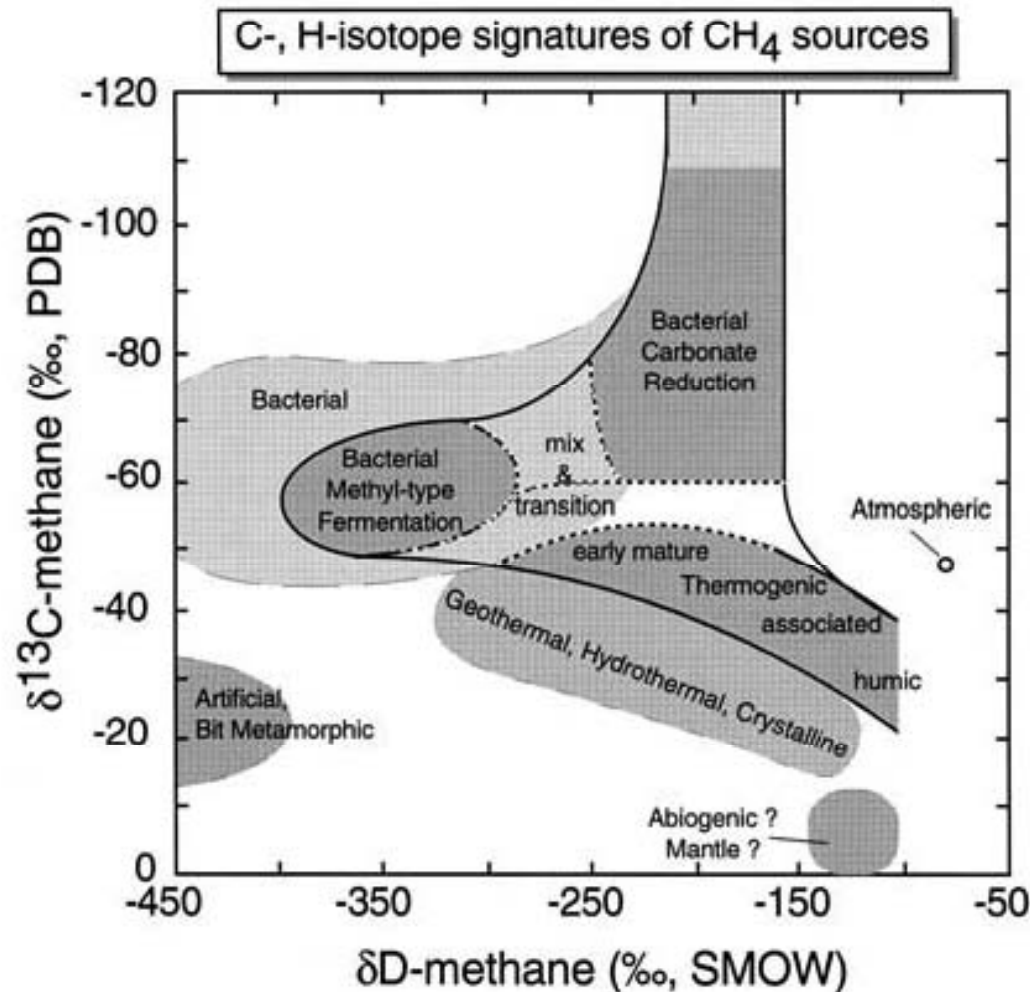 C-, H-isotope signatures of CH4 sources
δ13C-methane (‰, PDB)
-120
-100
-80
-60
-40
-20
0
Bacterial
Carbonate
Reduction
Bacterial
mix
&
transition
Bacterial
Methyl-type
Fermentation
Atmospheric
early mature
Thermogenic
associated
humic
Geothermal, Hydrothermal, Crystalline
Artificial,
Bit Metamorphic
Abiogenic ?
Mantle ?
-450
-350
-250
-150
-50
δD-methane (‰, SMOW)